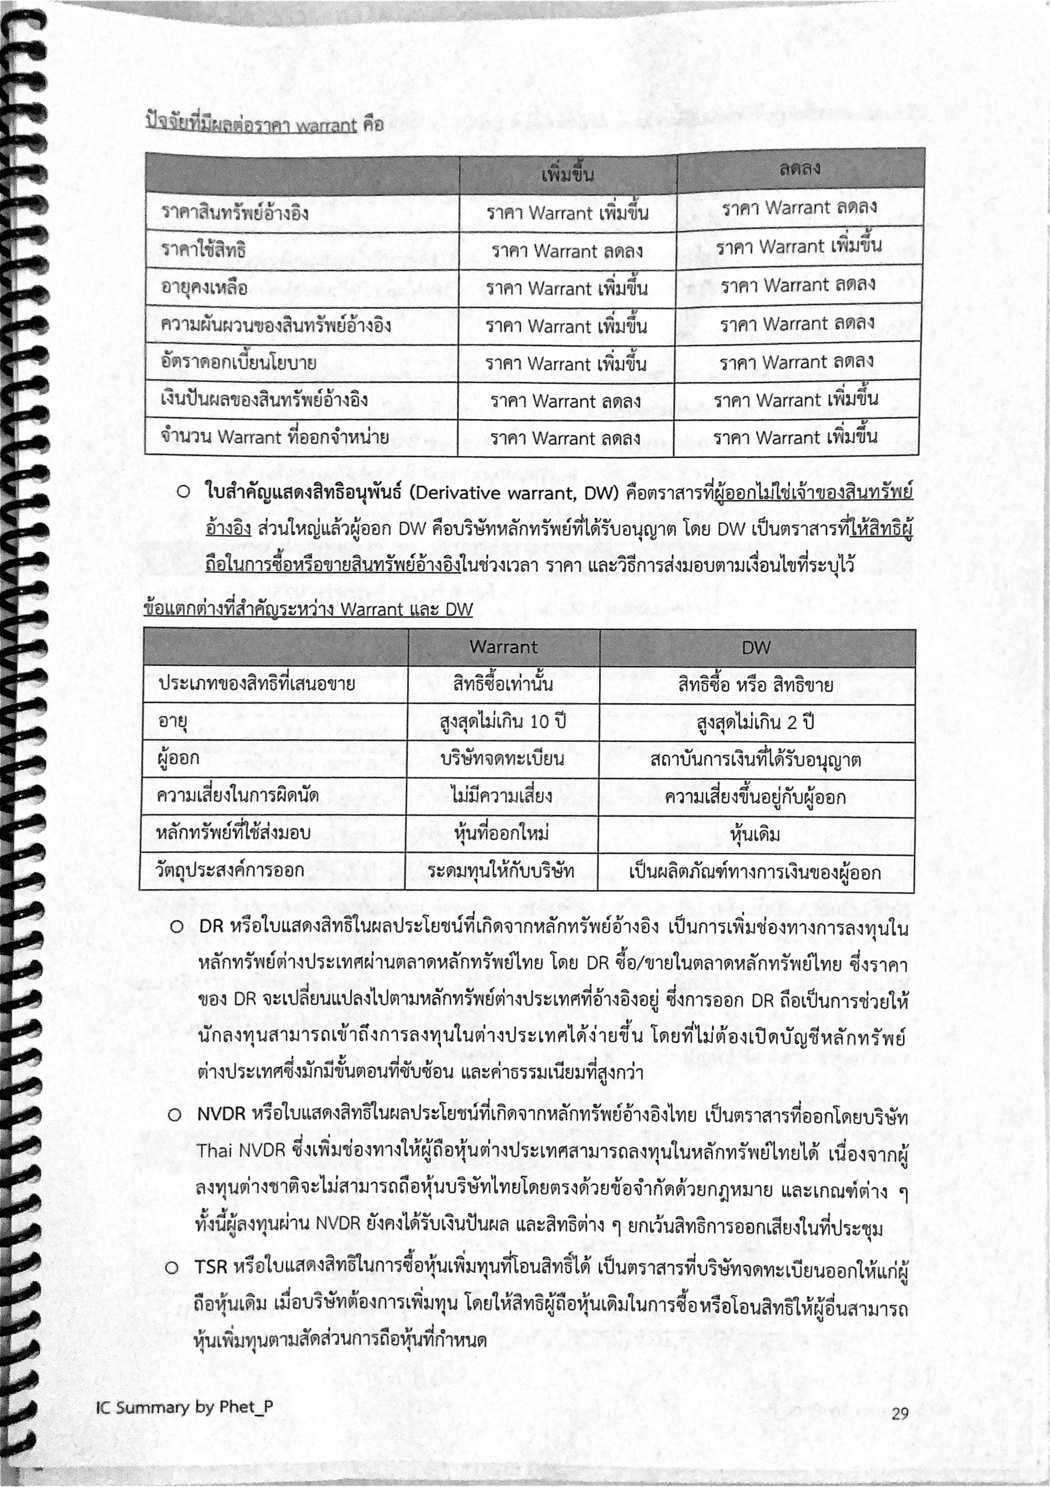 ปัจจัยที่มีผลต่อราคา warrant คือ
เพิ่มขึ้น ลดลง
ราคาสินทรัพย์อ้างอิง ราคา Warrant เพิ่มขึ้น ราคา Warrant ลดลง
ราคาใช้สิทธิ ราคา Warrant ลดลง ราคา Warrant เพิ่มขึ้น
อายุคงเหลือ ราคา Warrant เพิ่มขึ้น ราคา Warrant ลดลง
ความผันผวนของสินทรัพย์อ้างอิง ราคา Warrant เพิ่มขึ้น ราคา Warrant ลดลง
อัตราดอกเบี้ยนโยบาย ราคา Warrant เพิ่มขึ้น ราคา Warrant ลดลง
เงินปันผลของสินทรัพย์อ้างอิง ราคา Warrant ลดลง ราคา Warrant เพิ่มขึ้น
จำนวน Warrant ที่ออกจำหน่าย ราคา Warrant ลดลง ราคา Warrant เพิ่มขึ้น
○ ใบสำคัญแสดงสิทธิอนุพันธ์ (Derivative warrant, DW) คือตราสารที่ผู้ออกไม่ใช่เจ้าของสินทรัพย์
อ้างอิง ส่วนใหญ่แล้วผู้ออก DW คือบริษัทหลักทรัพย์ที่ได้รับอนุญาต โดย DW เป็นตราสารที่ให้สิทธิผู้
ถือในการซื้อหรือขายสินทรัพย์อ้างอิงในช่วงเวลา ราคา และวิธีการส่งมอบตามเงื่อนไขที่ระบุไว้
ข้อแตกต่างที่สำคัญระหว่าง Warrant และ DW
Warrant DW
ประเภทของสิทธิที่เสนอขาย สิทธิซื้อเท่านั้น สิทธิซื้อ หรือ สิทธิขาย
อายุ สูงสุดไม่เกิน 10 ปี สูงสุดไม่เกิน 2 ปี
ผู้ออก บริษัทจดทะเบียน สถาบันการเงินที่ได้รับอนุญาต
ความเสี่ยงในการผิดนัด ไม่มีความเสี่ยง ความเสี่ยงขึ้นอยู่กับผู้ออก
หลักทรัพย์ที่ใช้ส่งมอบ หุ้นที่ออกใหม่ หุ้นเดิม
วัตถุประสงค์การออก ระดมทุนให้กับบริษัท เป็นผลิตภัณฑ์ทางการเงินของผู้ออก
○ DR หรือใบแสดงสิทธิในผลประโยชน์ที่เกิดจากหลักทรัพย์อ้างอิง เป็นการเพิ่มช่องทางการลงทุนใน
หลักทรัพย์ต่างประเทศผ่านตลาดหลักทรัพย์ไทย โดย DR ซื้อ/ขายในตลาดหลักทรัพย์ไทย ซึ่งราคา
ของ DR จะเปลี่ยนแปลงไปตามหลักทรัพย์ต่างประเทศที่อ้างอิงอยู่ ซึ่งการออก DR ถือเป็นการช่วยให้
นักลงทุนสามารถเข้าถึงการลงทุนในต่างประเทศได้ง่ายขึ้น โดยที่ไม่ต้องเปิดบัญชีหลักทรัพย์
ต่างประเทศซึ่งมักมีขั้นตอนที่ซับซ้อน และค่าธรรมเนียมที่สูงกว่า
○ NVDR หรือใบแสดงสิทธิในผลประโยชน์ที่เกิดจากหลักทรัพย์อ้างอิงไทย เป็นตราสารที่ออกโดยบริษัท
Thai NVDR ซึ่งเพิ่มช่องทางให้ผู้ถือหุ้นต่างประเทศสามารถลงทุนในหลักทรัพย์ไทยได้ เนื่องจากผู้
ลงทุนต่างชาติจะไม่สามารถถือหุ้นบริษัทไทยโดยตรงด้วยข้อจำกัดด้วยกฎหมาย และเกณฑ์ต่าง ๆ
ทั้งนี้ผู้ลงทุนผ่าน NVDR ยังคงได้รับเงินปันผล และสิทธิต่าง ๆ ยกเว้นสิทธิการออกเสียงในที่ประชุม
○ TSR หรือใบแสดงสิทธิในการซื้อหุ้นเพิ่มทุนที่โอนสิทธิ์ได้ เป็นตราสารที่บริษัทจดทะเบียนออกให้แก่ผู้
ถือหุ้นเดิม เมื่อบริษัทต้องการเพิ่มทุน โดยให้สิทธิผู้ถือหุ้นเดิมในการซื้อหรือโอนสิทธิให้ผู้อื่นสามารถ
หุ้นเพิ่มทุนตามสัดส่วนการถือหุ้นที่กำหนด
IC Summary by Phet_P 29